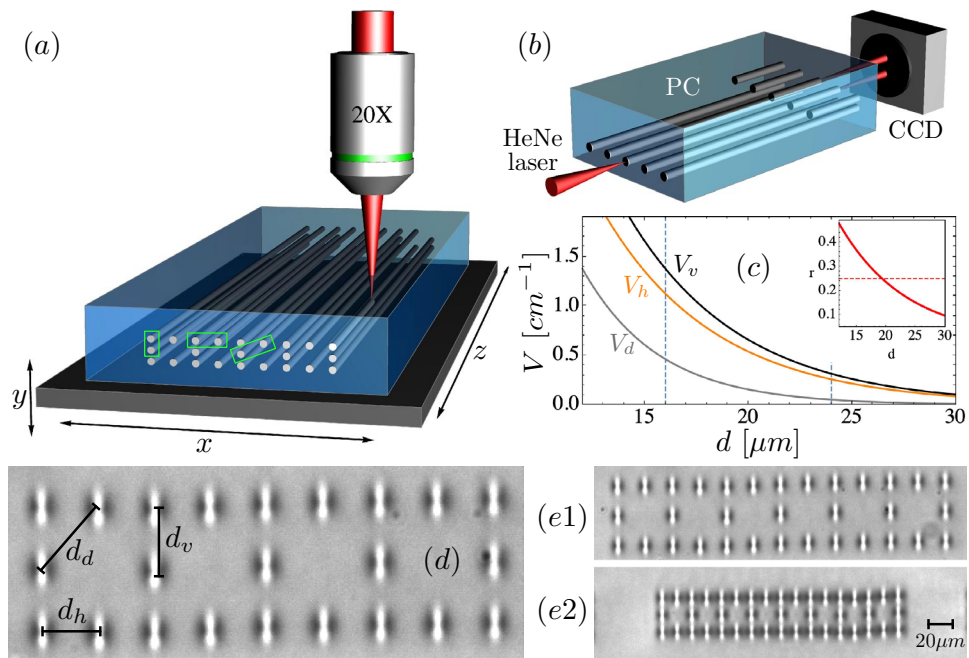 (a)
20X
y
x
z
(b)
PC
HeNe
laser
CCD
(c)
V [cm⁻¹]
1.5
1.0
0.5
0.0
V_v
V_h
V_d
15
20
25
30
d [μm]
r
0.4
0.3
0.2
0.1
15
20
25
30
d
(d)
d_d
d_v
d_h
(e1)
(e2)
20μm